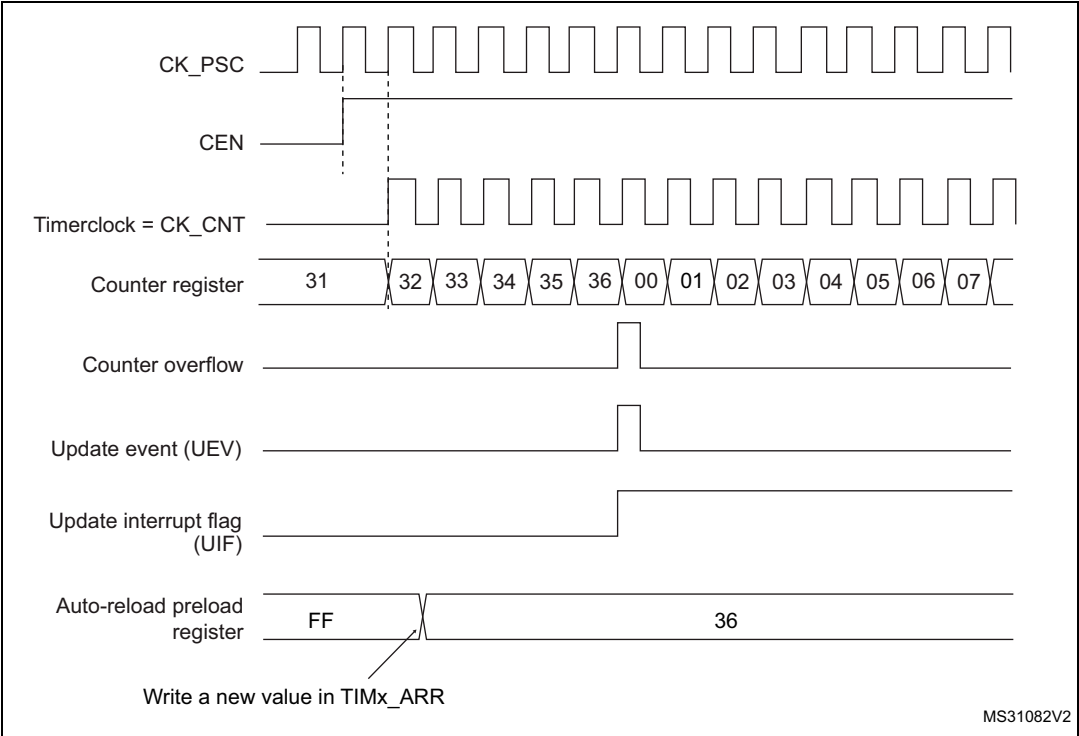 CK_PSC
CEN
Timerclock = CK_CNT
Counter register
31 32 33 34 35 36 00 01 02 03 04 05 06 07
Counter overflow
Update event (UEV)
Update interrupt flag
(UIF)
Auto-reload preload
register
FF 36
Write a new value in TIMx_ARR
MS31082V2